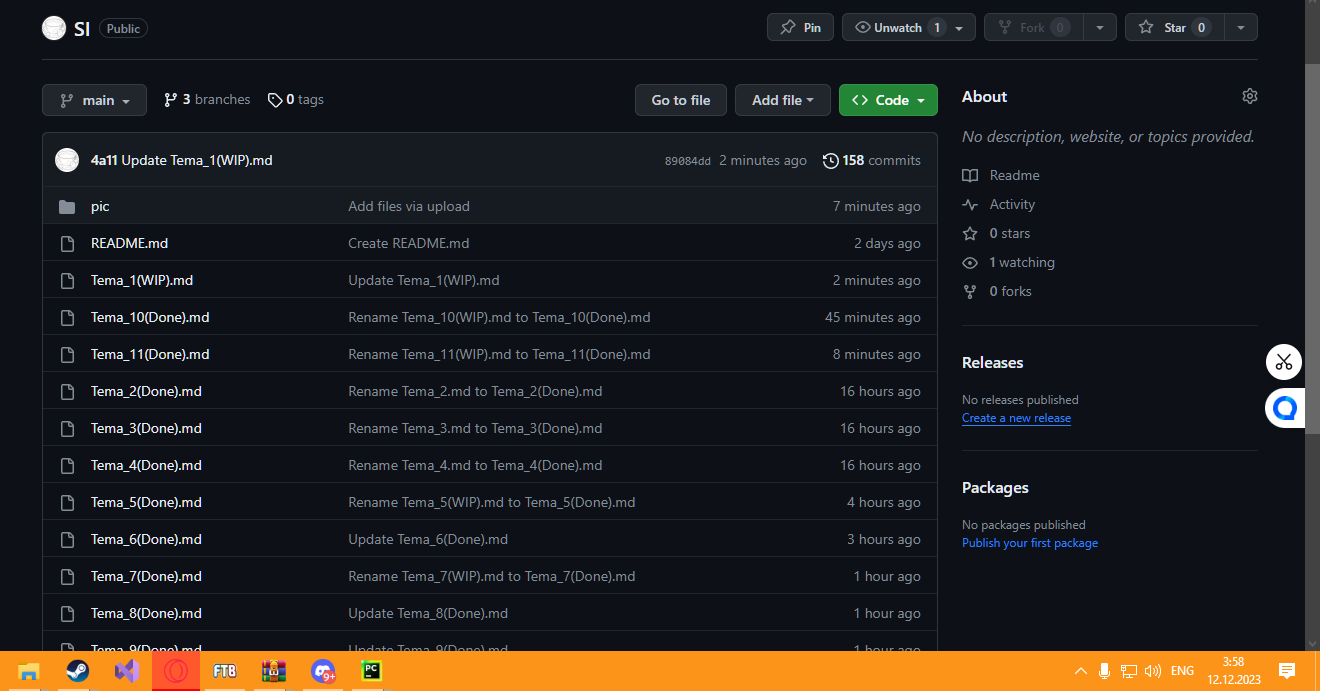 SI Public Pin Unwatch 1 Fork 0 Star 0
main 3 branches 0 tags Go to file Add file Code
About
No description, website, or topics provided.
4a11 Update Tema_1(WIP).md 89084dd 2 minutes ago 158 commits
Readme
pic Add files via upload 7 minutes ago
Activity
README.md Create README.md 2 days ago
0 stars
1 watching
Tema_1(WIP).md Update Tema_1(WIP).md 2 minutes ago
0 forks
Tema_10(Done).md Rename Tema_10(WIP).md to Tema_10(Done).md 45 minutes ago
Tema_11(Done).md Rename Tema_11(WIP).md to Tema_11(Done).md 8 minutes ago
Releases
Tema_2(Done).md Rename Tema_2.md to Tema_2(Done).md 16 hours ago
No releases published
Create a new release
Tema_3(Done).md Rename Tema_3.md to Tema_3(Done).md 16 hours ago
Tema_4(Done).md Rename Tema_4.md to Tema_4(Done).md 16 hours ago
Packages
Tema_5(Done).md Rename Tema_5(WIP).md to Tema_5(Done).md 4 hours ago
No packages published
Publish your first package
Tema_6(Done).md Update Tema_6(Done).md 3 hours ago
Tema_7(Done).md Rename Tema_7(WIP).md to Tema_7(Done).md 1 hour ago
Tema_8(Done).md Update Tema_8(Done).md 1 hour ago
Tema_9(Done).md Update Tema_9(Done).md 1 hour ago
FTB 9+ PC ENG 3:58
12.12.2023